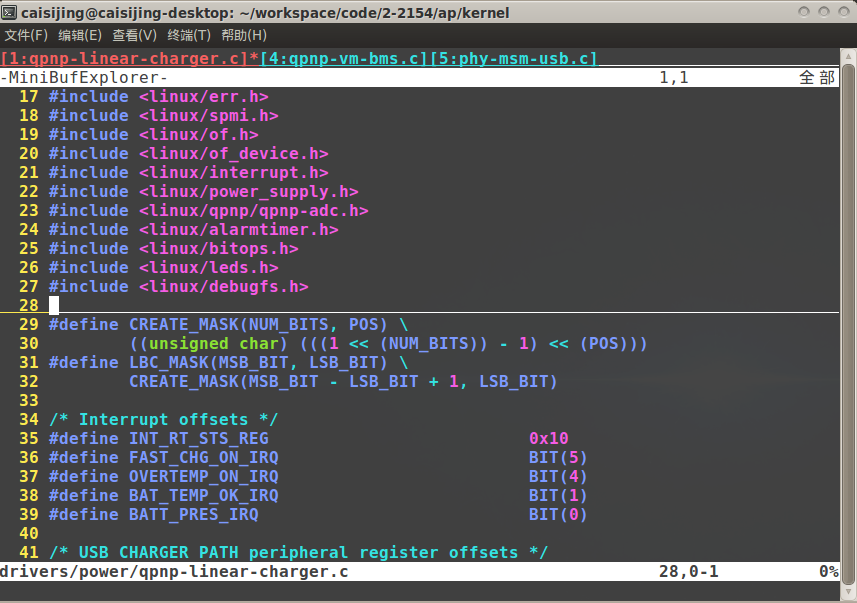 caisijing@caisijing-desktop: ~/workspace/code/2-2154/ap/kernel
文件(F) 编辑(E) 查看(V) 终端(T) 帮助(H)
[1:qpnp-linear-charger.c]*[4:qpnp-vm-bms.c][5:phy-msm-usb.c]
-MiniBufExplorer- 1,1 全部
17 #include <linux/err.h>
18 #include <linux/spmi.h>
19 #include <linux/of.h>
20 #include <linux/of_device.h>
21 #include <linux/interrupt.h>
22 #include <linux/power_supply.h>
23 #include <linux/qpnp/qpnp-adc.h>
24 #include <linux/alarmtimer.h>
25 #include <linux/bitops.h>
26 #include <linux/leds.h>
27 #include <linux/debugfs.h>
28
29 #define CREATE_MASK(NUM_BITS, POS) \
30         ((unsigned char) (((1 << (NUM_BITS)) - 1) << (POS)))
31 #define LBC_MASK(MSB_BIT, LSB_BIT) \
32         CREATE_MASK(MSB_BIT - LSB_BIT + 1, LSB_BIT)
33
34 /* Interrupt offsets */
35 #define INT_RT_STS_REG                          0x10
36 #define FAST_CHG_ON_IRQ                         BIT(5)
37 #define OVERTEMP_ON_IRQ                         BIT(4)
38 #define BAT_TEMP_OK_IRQ                         BIT(1)
39 #define BATT_PRES_IRQ                           BIT(0)
40
41 /* USB CHARGER PATH peripheral register offsets */
drivers/power/qpnp-linear-charger.c 28,0-1 0%